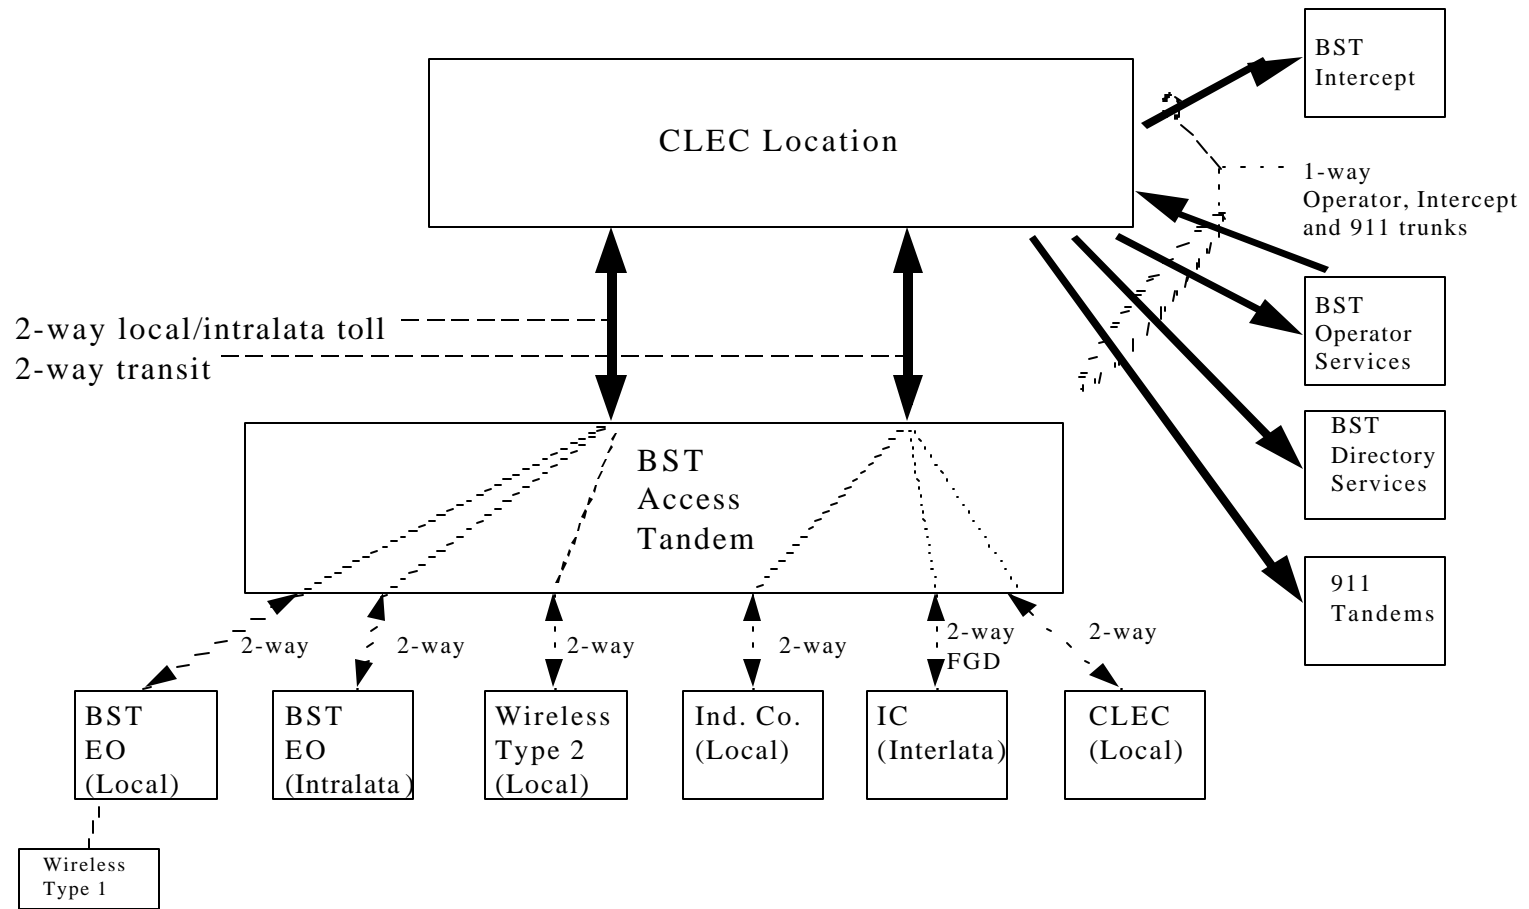 BST
Intercept
CLEC Location
1-way
Operator, Intercept
and 911 trunks
2-way local/intralata toll
2-way transit
BST
Operator
Services
BST
Directory
Services
BST
Access
Tandem
911
Tandems
2-way
2-way
2-way
2-way
2-way
FGD
2-way
BST
EO
(Local)
BST
EO
(Intralata)
Wireless
Type 2
(Local)
Ind. Co.
(Local)
IC
(Interlata)
CLEC
(Local)
Wireless
Type 1